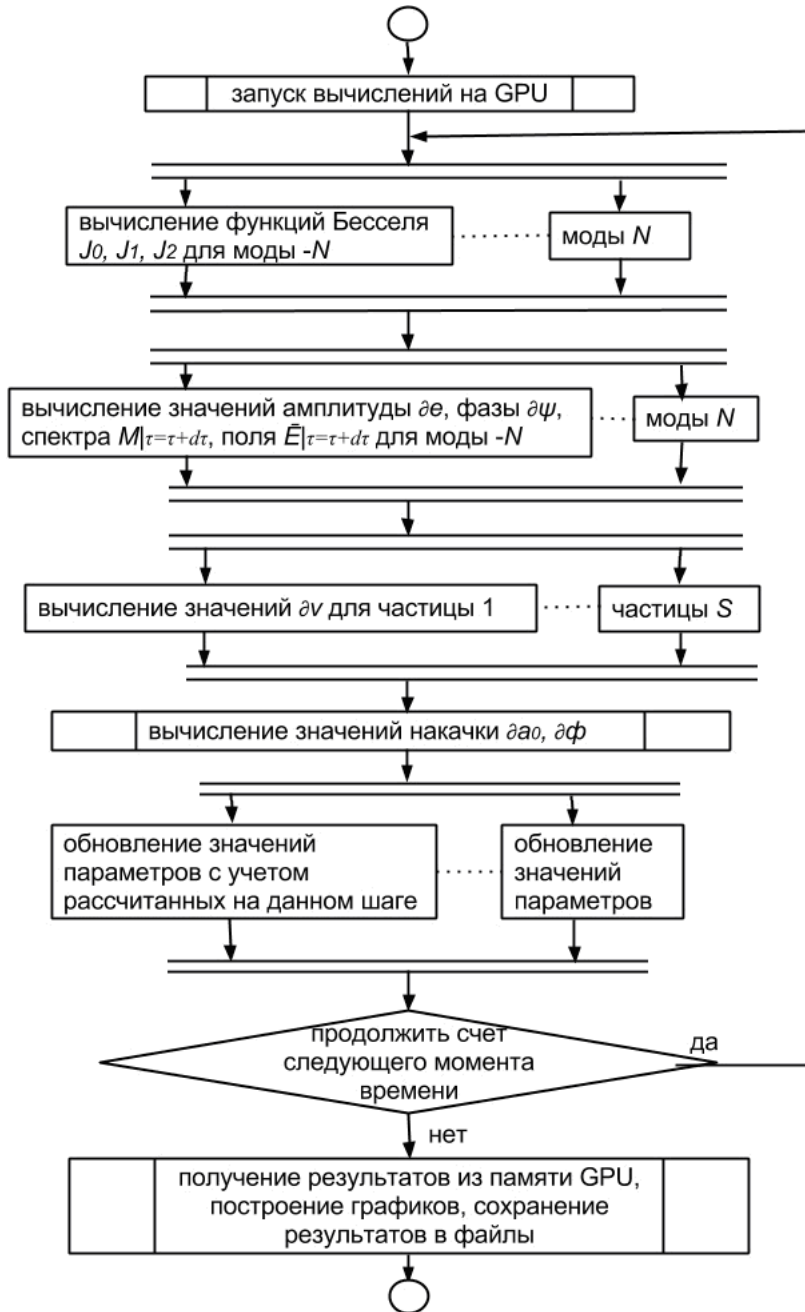 запуск вычислений на GPU
вычисление функций Бесселя
J0, J1, J2 для моды -N
моды N
вычисление значений амплитуды ∂e, фазы ∂ψ,
спектра M|τ=τ+dτ, поля Ē|τ=τ+dτ для моды -N
моды N
вычисление значений ∂v для частицы 1
частицы S
вычисление значений накачки ∂a0, ∂ф
обновление значений
параметров с учетом
рассчитанных на данном шаге
обновление
значений
параметров
продолжить счет
следующего момента
времени
да
нет
получение результатов из памяти GPU,
построение графиков, сохранение
результатов в файлы